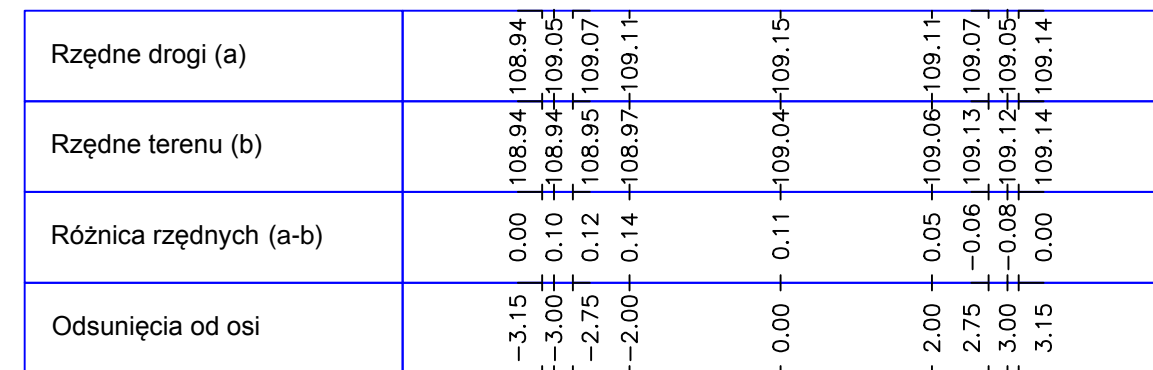 Rzędne drogi (a) 108.94 109.05 109.07 109.11 109.15 109.11 109.07 109.05 109.14
Rzędne terenu (b) 108.94 108.94 108.95 108.97 109.04 109.06 109.13 109.12 109.14
Różnica rzędnych (a-b) 0.00 0.10 0.12 0.14 0.11 0.05 -0.06 -0.08 0.00
Odsunięcia od osi -3.15 -3.00 -2.75 -2.00 0.00 2.00 2.75 3.00 3.15